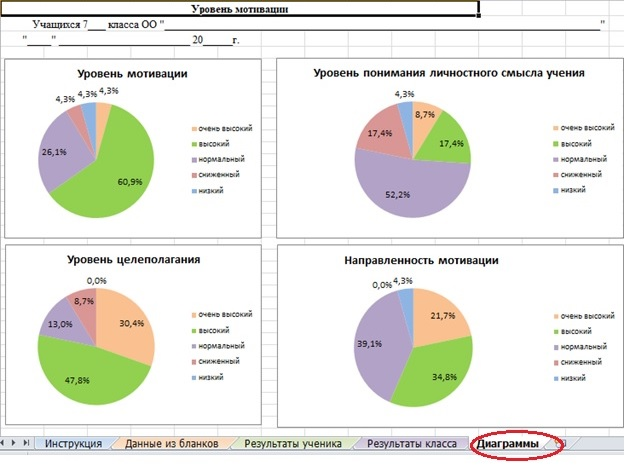 Уровень мотивации
Учащихся 7___ класса ОО "_______________________________________"
"____" ____________________ 20_____г.
Уровень мотивации
4,3% 4,3% 4,3%
26,1%
60,9%
очень высокий
высокий
нормальный
сниженный
низкий
Уровень понимания личностного смысла учения
4,3%
8,7%
17,4%
17,4%
52,2%
очень высокий
высокий
нормальный
сниженный
низкий
Уровень целеполагания
0,0%
8,7%
13,0%
30,4%
47,8%
очень высокий
высокий
нормальный
сниженный
низкий
Направленность мотивации
0,0% 4,3%
21,7%
39,1%
34,8%
очень высокий
высокий
нормальный
сниженный
низкий
Инструкция Данные из бланков Результаты ученика Результаты класса Диаграммы